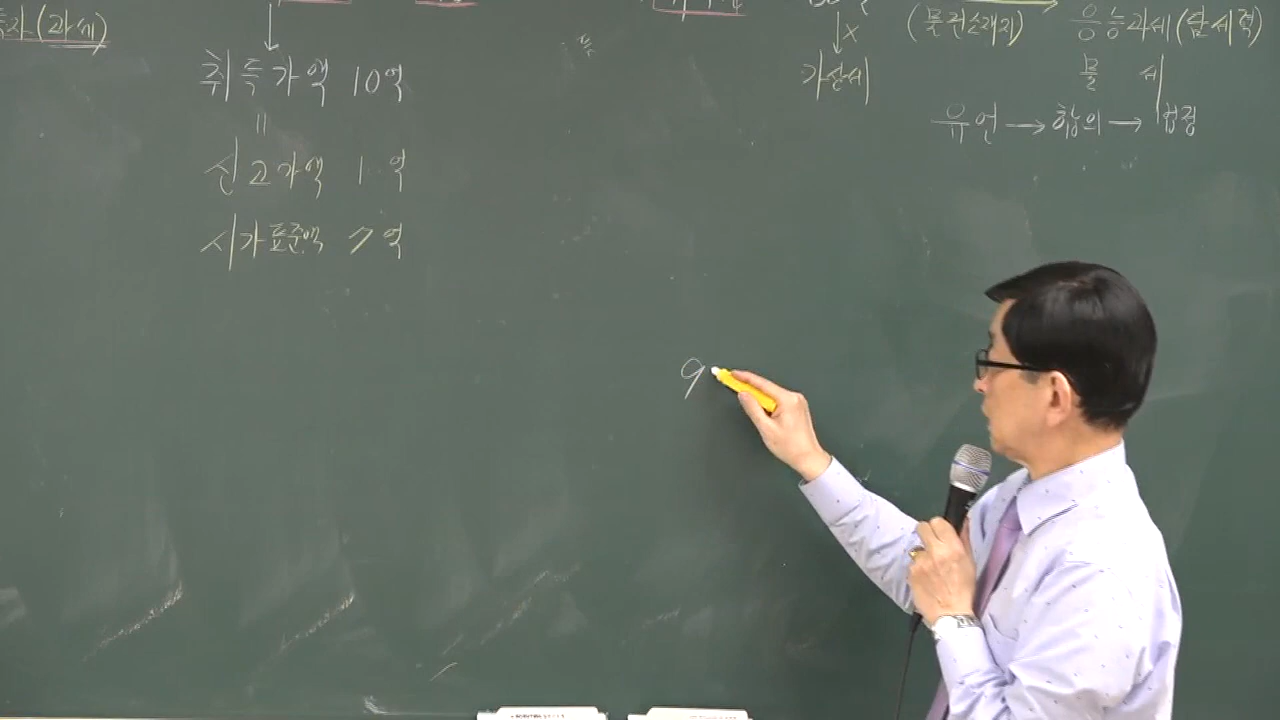 (과세)
취득가액 10억
=
신고가액 1 억
시가표준액 7억
9
X
가산세
(물건소재지)
응능과세(담세력)
물 세
유언→합의→법정